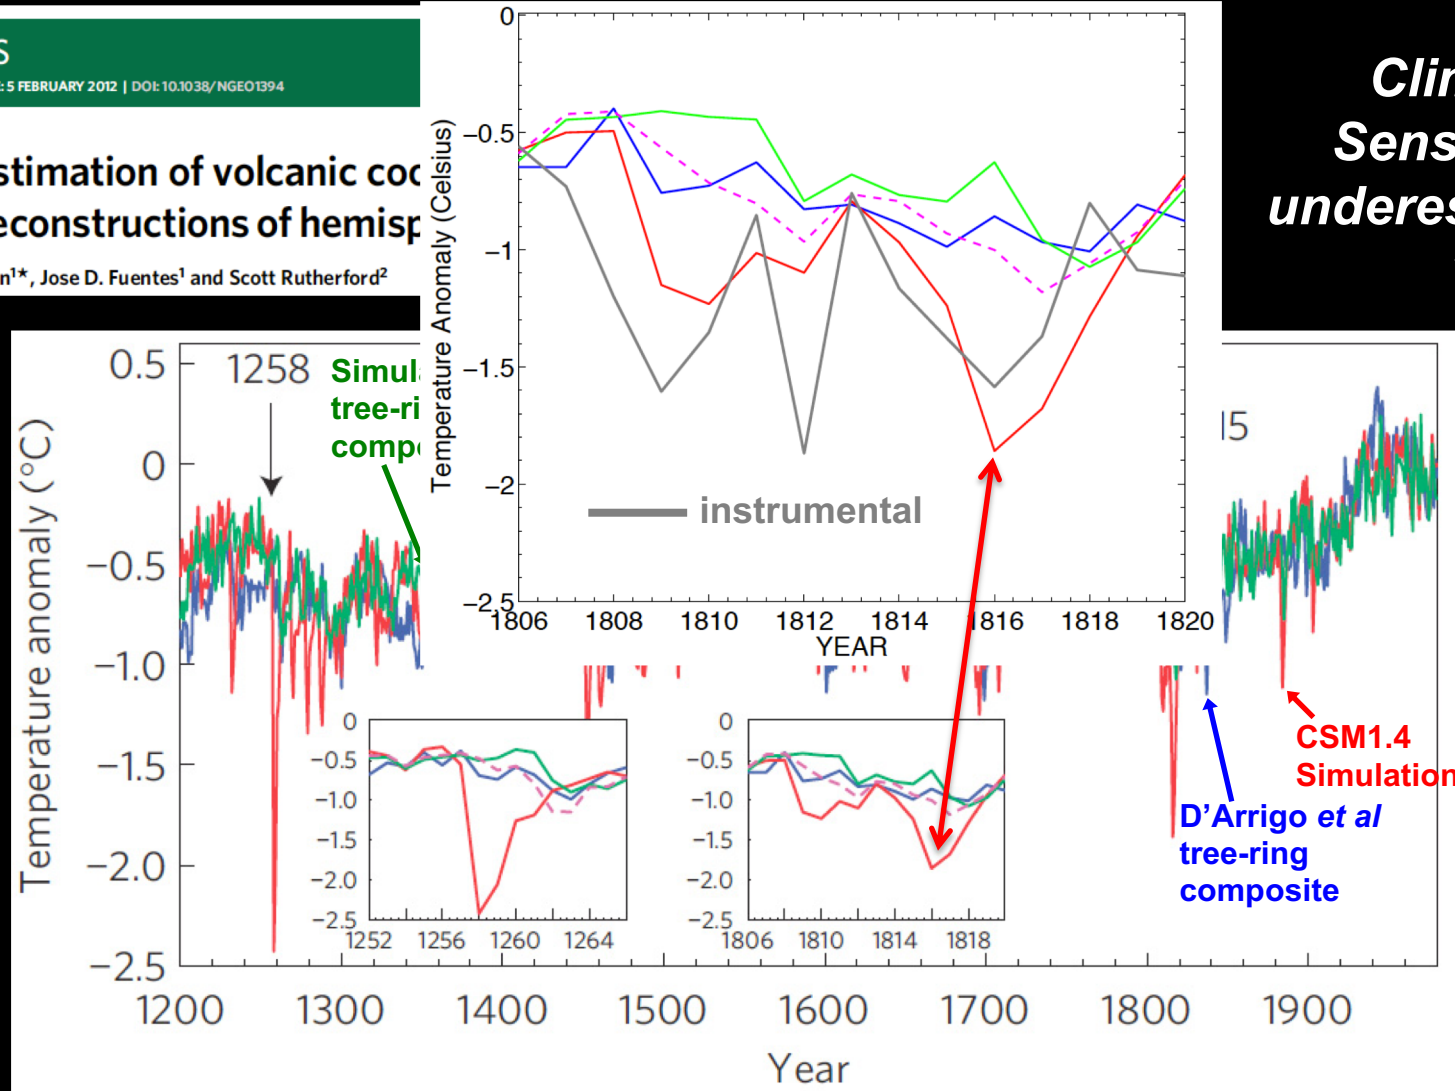 S
: 5 FEBRUARY 2012 | DOI: 10.1038/NGEO1394
stimation of volcanic coo
econstructions of hemisp
n¹*, Jose D. Fuentes¹ and Scott Rutherford²
Clim
Sens
underes
0
−0.5
−1
−1.5
−2
−2.5
Temperature Anomaly (Celsius)
instrumental
1806 1808 1810 1812 1814 1816 1818 1820
YEAR
0.5
0
−0.5
−1.0
−1.5
−2.0
−2.5
Temperature anomaly (°C)
1258
Simula
tree-ri
compo
15
0
−0.5
−1.0
−1.5
−2.0
−2.5
1252 1256 1260 1264
0
−0.5
−1.0
−1.5
−2.0
−2.5
1806 1810 1814 1818
CSM1.4
Simulation
D'Arrigo et al
tree-ring
composite
1200 1300 1400 1500 1600 1700 1800 1900
Year